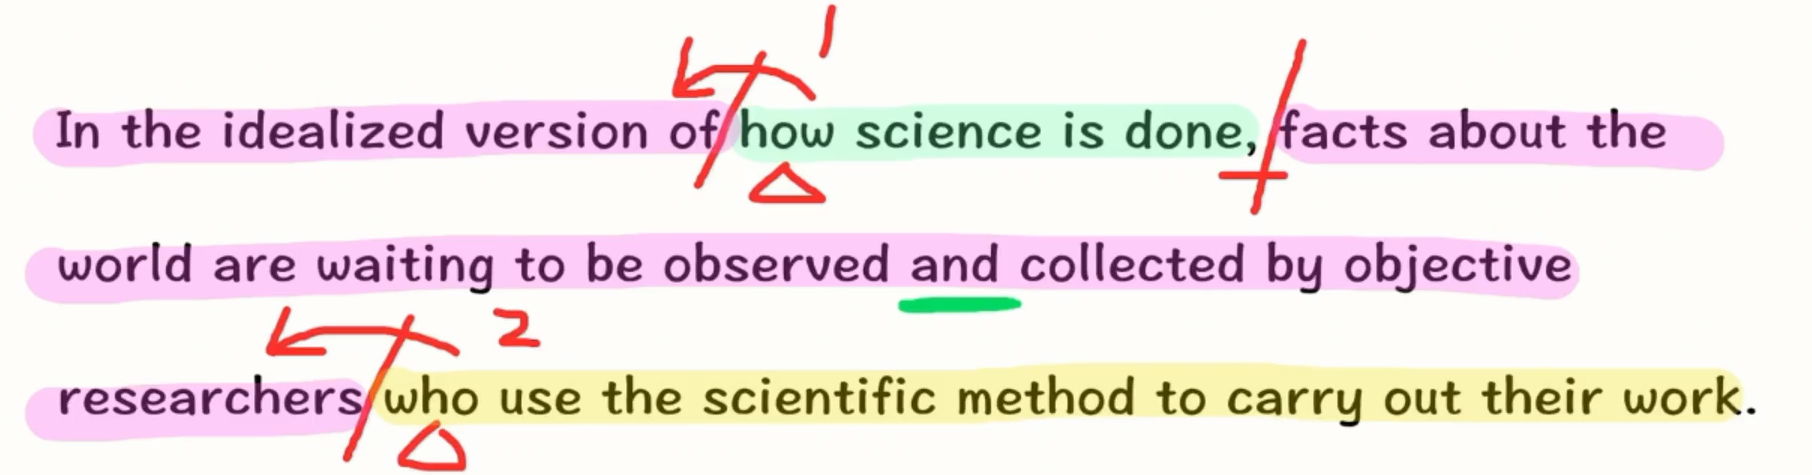 1
In the idealized version of how science is done, facts about the
world are waiting to be observed and collected by objective
2
researchers who use the scientific method to carry out their work.